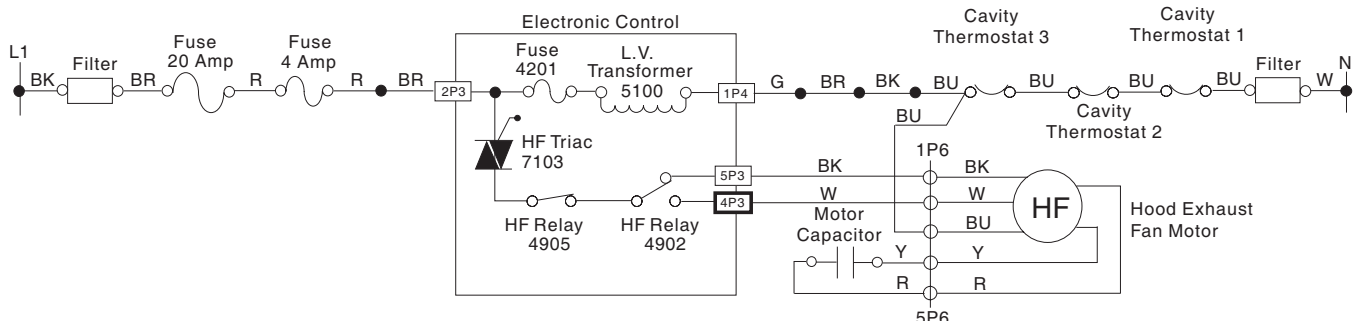 Electronic Control
L1
BK
Filter
BR
Fuse
20 Amp
R
Fuse
4 Amp
R
BR
2P3
Fuse
4201
L.V.
Transformer
5100
1P4
G
BR
BK
BU
Cavity
Thermostat 3
BU
Cavity
Thermostat 2
BU
Cavity
Thermostat 1
BU
Filter
W
N
BU
HF Triac
7103
HF Relay
4905
HF Relay
4902
5P3
4P3
BK
W
1P6
BK
W
BU
Y
R
HF
Hood Exhaust
Fan Motor
Motor
Capacitor
Y
R
5P6